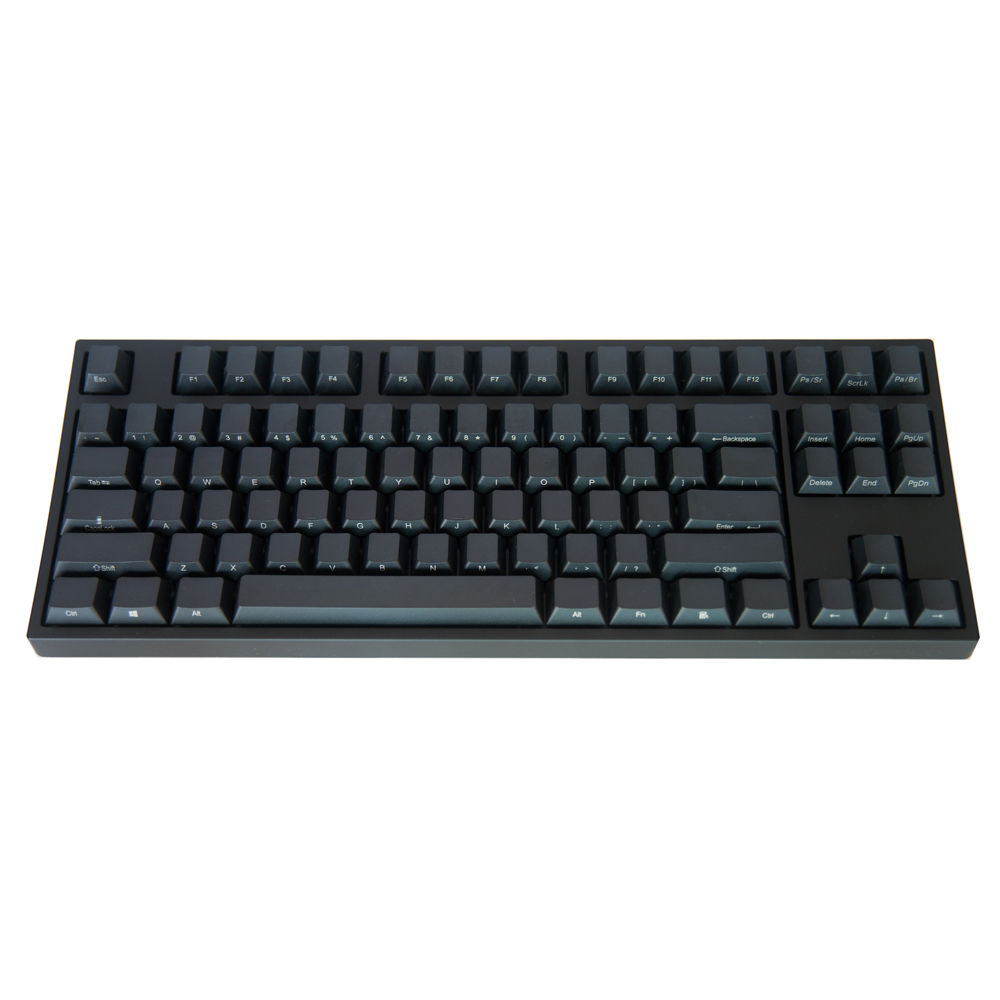 Esc F1 F2 F3 F4 F5 F6 F7 F8 F9 F10 F11 F12 Ps/Sr ScrLk Ps/Br
~ 1 ! 2 @ 3 # 4 $ 5 % 6 ^ 7 & 8 * 9 ( 0 ) - — = + ←Backspace Insert Home PgUp
Tab Q W E R T Y U I O P [ { ] } \ | Delete End PgDn
CapsLock A S D F G H J K L ; : ' " Enter ↵
⇧Shift Z X C V B N M , < . > / ? ⇧Shift ↑
Ctrl Alt Alt Fn Ctrl ← ↓ →